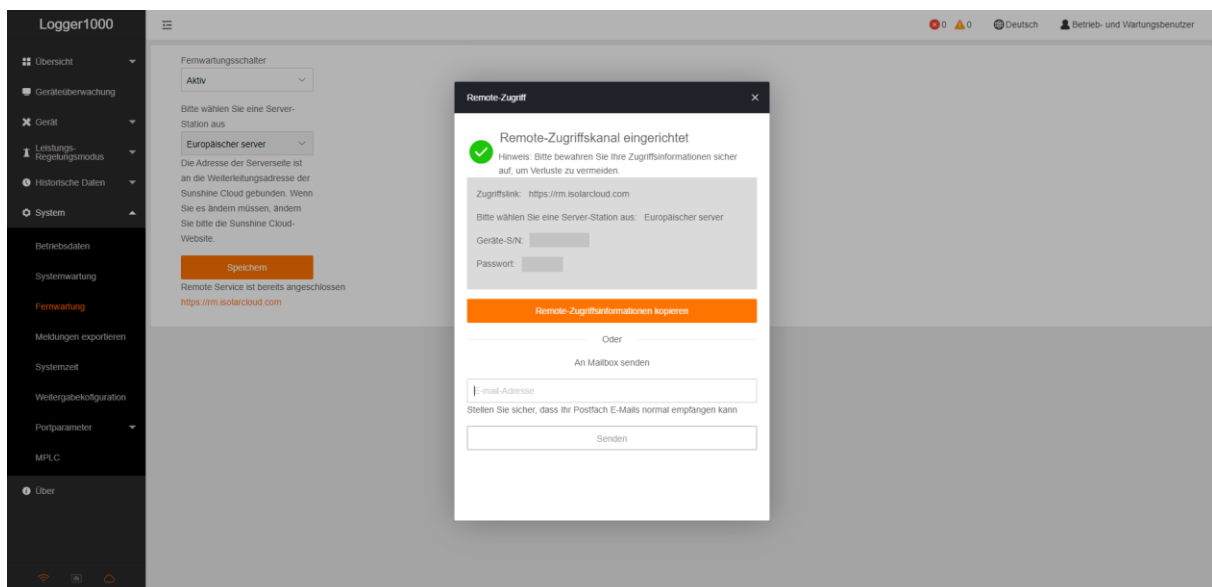 Logger1000
0 0 Deutsch Betrieb- und Wartungsbenutzer
Übersicht
Geräteüberwachung
Gerät
Leistungs-
Regelungsmodus
Historische Daten
System
Betriebsdaten
Systemwartung
Fernwartung
Meldungen exportieren
Systemzeit
Weitergabekofiguration
Portparameter
MPLC
Über
Fernwartungsschalter
Aktiv
Bitte wählen Sie eine Server-
Station aus
Europäischer server
Die Adresse der Serverseite ist
an die Weiterleitungsadresse der
Sunshine Cloud gebunden. Wenn
Sie es ändern müssen, ändern
Sie bitte die Sunshine Cloud-
Website.
Speichern
Remote Service ist bereits angeschlossen
https://rm.isolarcloud.com
Remote-Zugriff
Remote-Zugriffskanal eingerichtet
Hinweis: Bitte bewahren Sie Ihre Zugriffsinformationen sicher
auf, um Verluste zu vermeiden.
Zugriffslink: https://rm.isolarcloud.com
Bitte wählen Sie eine Server-Station aus: Europäischer server
Geräte-S/N:
Passwort:
Remote-Zugriffsinformationen kopieren
Oder
An Mailbox senden
E-mail-Adresse
Stellen Sie sicher, dass Ihr Postfach E-Mails normal empfangen kann
Senden